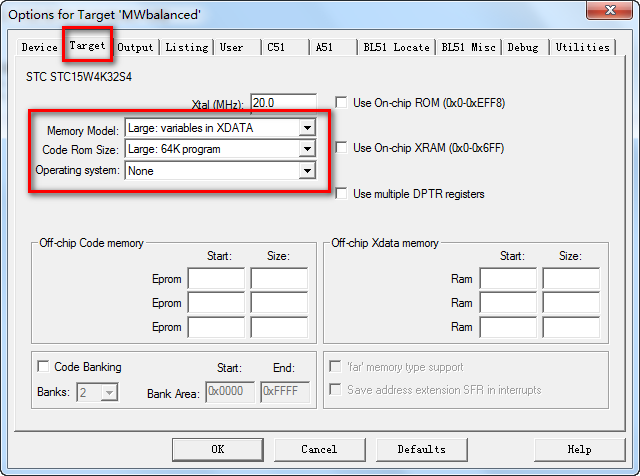 Options for Target 'MWbalanced'
Device Target Output Listing User C51 A51 BL51 Locate BL51 Misc Debug Utilities
STC STC15W4K32S4
Xtal (MHz): 20.0 Use On-chip ROM (0x0-0xEFF8)
Memory Model: Large: variables in XDATA
Code Rom Size: Large: 64K program Use On-chip XRAM (0x0-0x6FF)
Operating system: None
Use multiple DPTR registers
Off-chip Code memory Off-chip Xdata memory
Start: Size: Start: Size:
Eprom Ram
Eprom Ram
Eprom Ram
Code Banking Start: End: 'far' memory type support
Banks: 2 Bank Area: 0x0000 0xFFFF Save address extension SFR in interrupts
OK Cancel Defaults Help